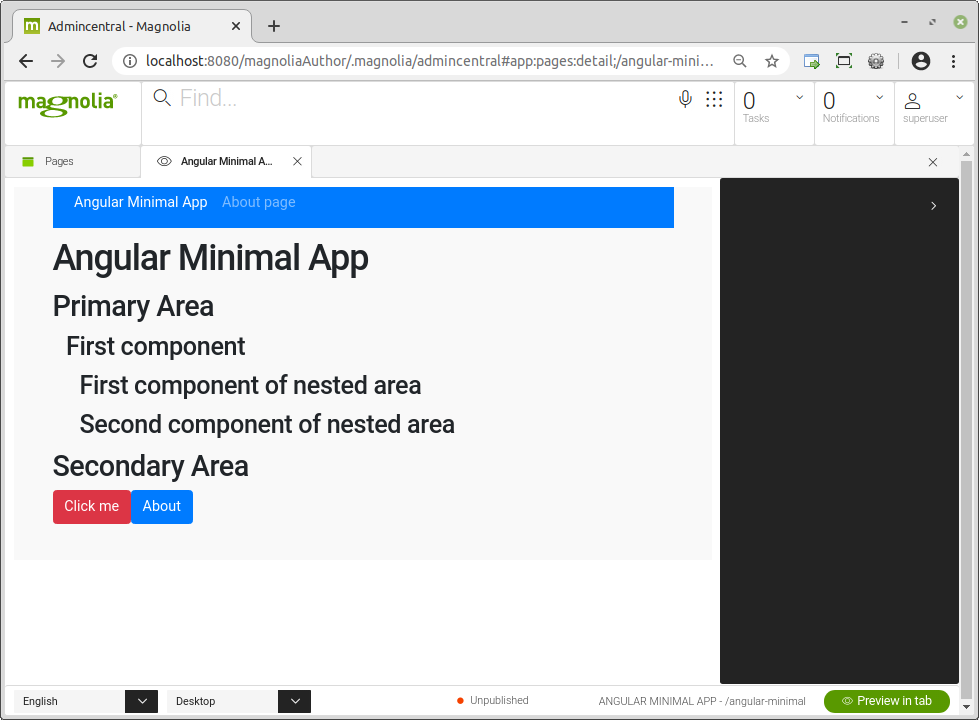 Admincentral - Magnolia
localhost:8080/magnoliaAuthor/.magnolia/admincentral#app:pages:detail;/angular-mini...
magnolia®
Find...
0
Tasks
0
Notifications
superuser
Pages
Angular Minimal A...
Angular Minimal App About page
Angular Minimal App
Primary Area
First component
First component of nested area
Second component of nested area
Secondary Area
Click me About
English
Desktop
Unpublished
ANGULAR MINIMAL APP - /angular-minimal
Preview in tab